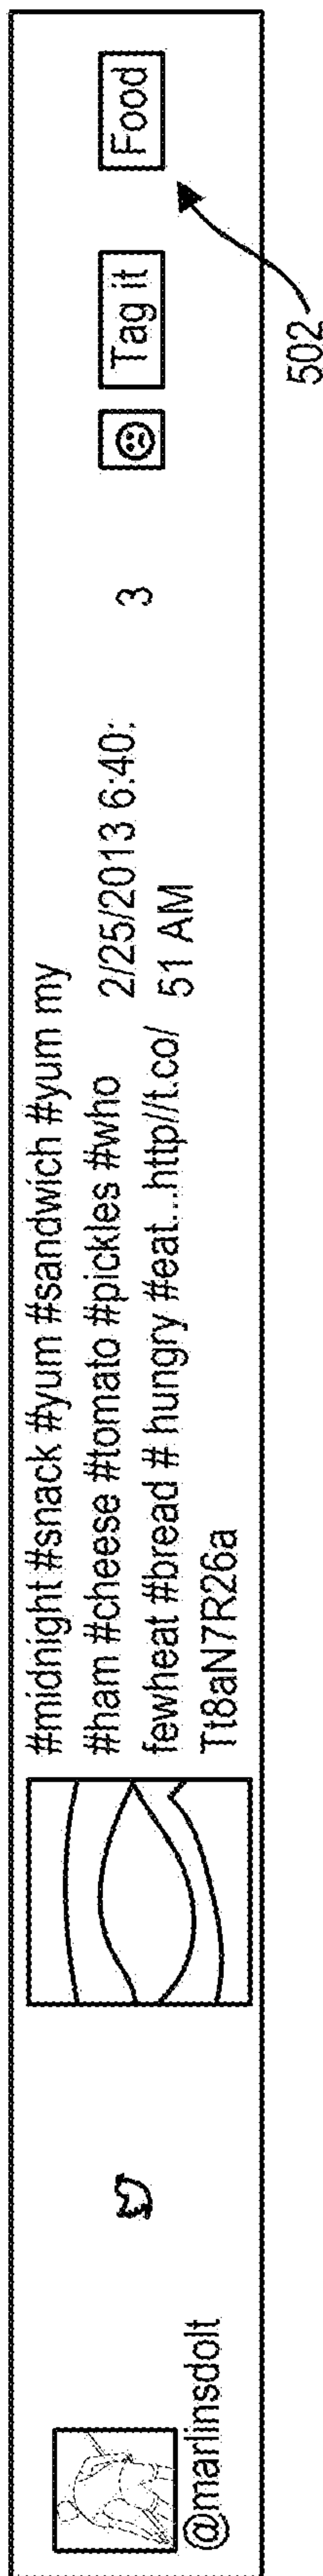 @marlinsdolt
#midnight #snack #yum #sandwich #yum my
#ham #cheese #tomato #pickles #who
fewheat #bread # hungry #eat...http//t.co/
Tt8aN7R26a
2/25/2013 6:40:
51 AM
3
Tag it
Food
502